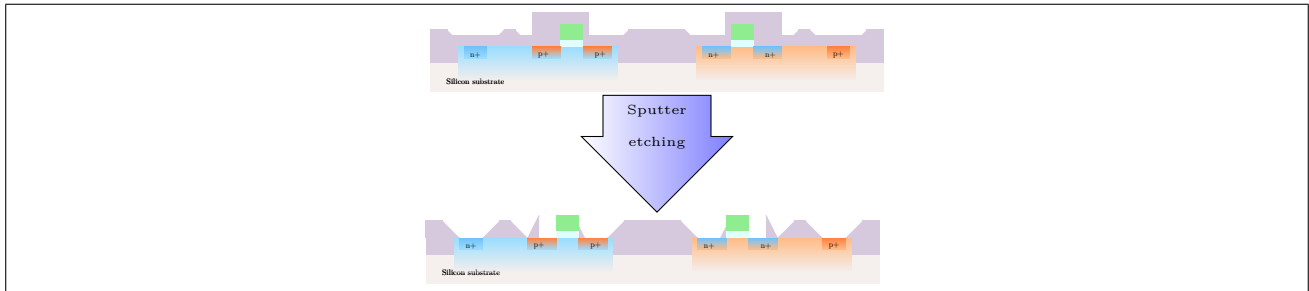 n+ p+ p+ n+ n+ p+
Silicon substrate
Sputter
etching
n+ p+ p+ n+ n+ p+
Silicon substrate